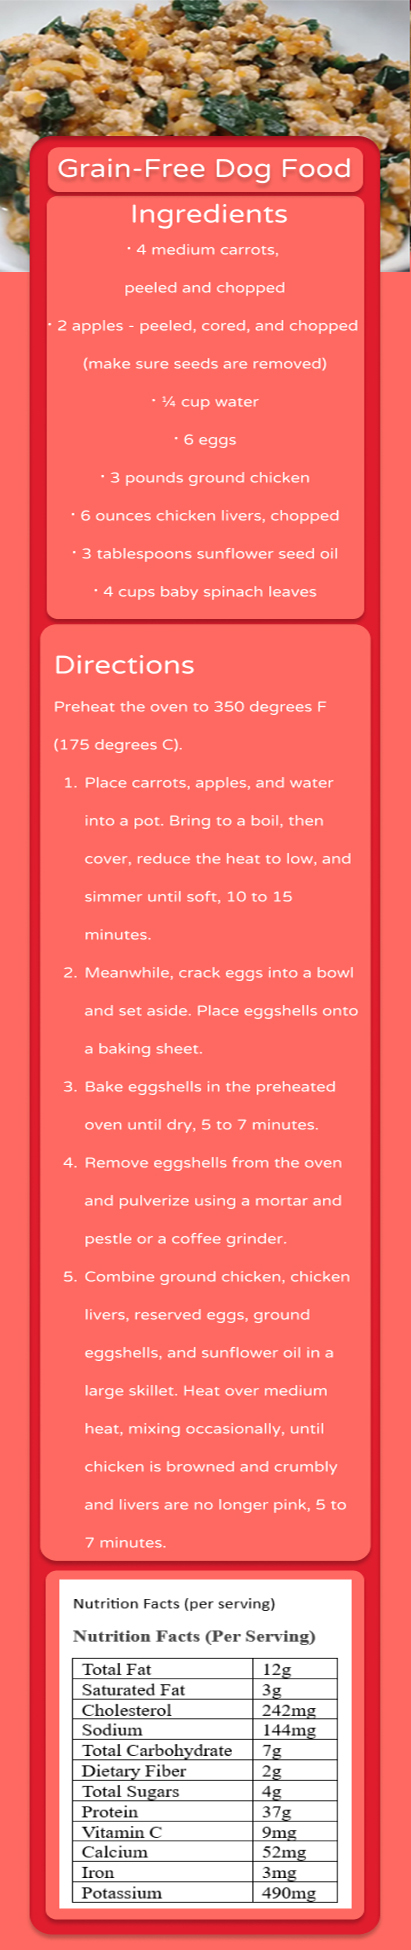 Grain-Free Dog Food
Ingredients
· 4 medium carrots,
peeled and chopped
· 2 apples - peeled, cored, and chopped
(make sure seeds are removed)
· ¼ cup water
· 6 eggs
· 3 pounds ground chicken
· 6 ounces chicken livers, chopped
· 3 tablespoons sunflower seed oil
· 4 cups baby spinach leaves
Directions
Preheat the oven to 350 degrees F
(175 degrees C).
1. Place carrots, apples, and water
into a pot. Bring to a boil, then
cover, reduce the heat to low, and
simmer until soft, 10 to 15
minutes.
2. Meanwhile, crack eggs into a bowl
and set aside. Place eggshells onto
a baking sheet.
3. Bake eggshells in the preheated
oven until dry, 5 to 7 minutes.
4. Remove eggshells from the oven
and pulverize using a mortar and
pestle or a coffee grinder.
5. Combine ground chicken, chicken
livers, reserved eggs, ground
eggshells, and sunflower oil in a
large skillet. Heat over medium
heat, mixing occasionally, until
chicken is browned and crumbly
and livers are no longer pink, 5 to
7 minutes.
Nutrition Facts (per serving)
Nutrition Facts (Per Serving)
Total Fat 12g
Saturated Fat 3g
Cholesterol 242mg
Sodium 144mg
Total Carbohydrate 7g
Dietary Fiber 2g
Total Sugars 4g
Protein 37g
Vitamin C 9mg
Calcium 52mg
Iron 3mg
Potassium 490mg